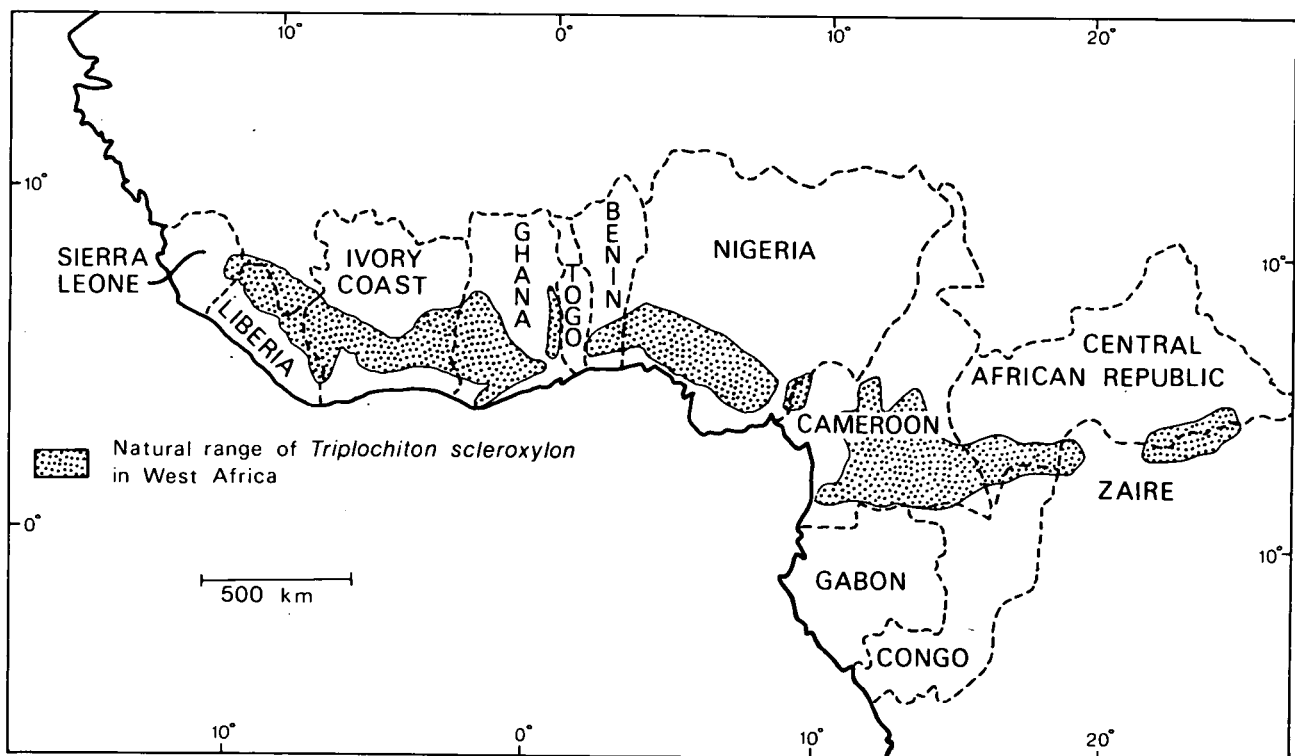 10°
0°
10°
20°
10°
10°
SIERRA
LEONE
LIBERIA
IVORY
COAST
GHANA
TOGO
BENIN
NIGERIA
CENTRAL
AFRICAN REPUBLIC
CAMEROON
ZAIRE
Natural range of Triplochiton scleroxylon
in West Africa
0°
10°
500 km
GABON
CONGO
10°
0°
10°
20°